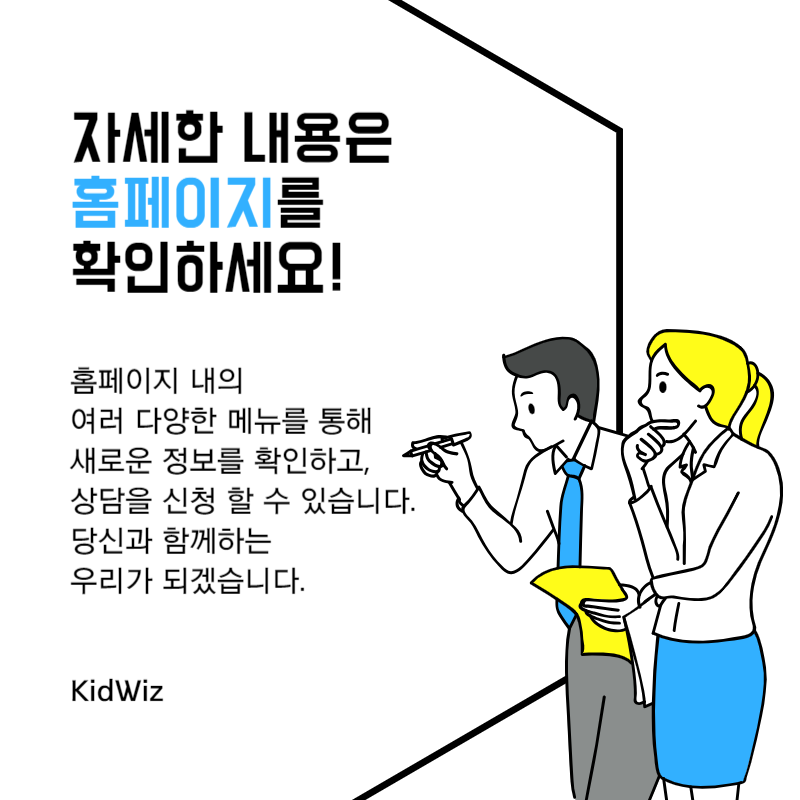 자세한 내용은
홈페이지를
확인하세요!
홈페이지 내의
여러 다양한 메뉴를 통해
새로운 정보를 확인하고,
상담을 신청 할 수 있습니다.
당신과 함께하는
우리가 되겠습니다.
KidWiz